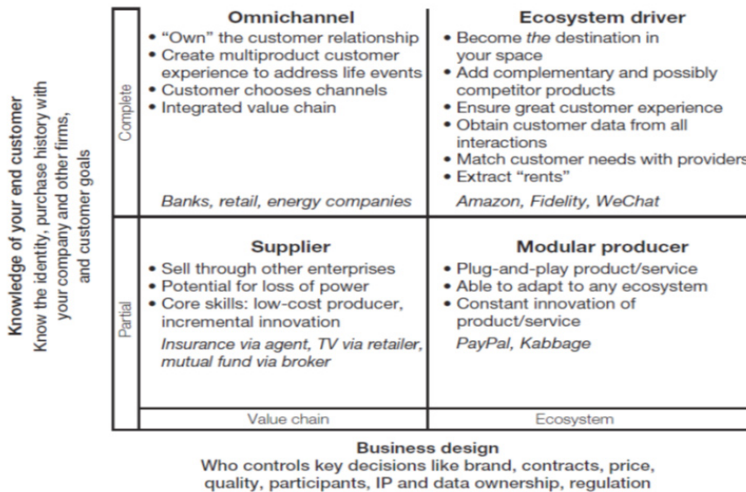 Omnichannel
• “Own” the customer relationship
• Create multiproduct customer
experience to address life events
• Customer chooses channels
• Integrated value chain
Banks, retail, energy companies
Ecosystem driver
• Become the destination in
your space
• Add complementary and possibly
competitor products
• Ensure great customer experience
• Obtain customer data from all
interactions
• Match customer needs with providers
• Extract “rents”
Amazon, Fidelity, WeChat
Supplier
• Sell through other enterprises
• Potential for loss of power
• Core skills: low-cost producer,
incremental innovation
Insurance via agent, TV via retailer,
mutual fund via broker
Modular producer
• Plug-and-play product/service
• Able to adapt to any ecosystem
• Constant innovation of
product/service
PayPal, Kabbage
Knowledge of your end customer
Know the identity, purchase history with
your company and other firms,
and customer goals
Complete
Partial
Value chain
Ecosystem
Business design
Who controls key decisions like brand, contracts, price,
quality, participants, IP and data ownership, regulation